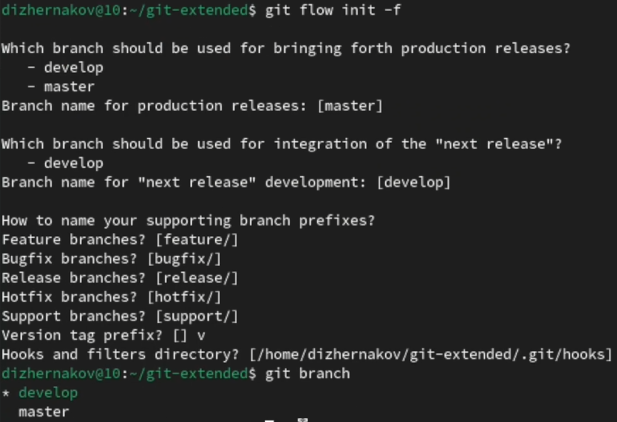 dizhernakov@10:~/git-extended$ git flow init -f
Which branch should be used for bringing forth production releases?
- develop
- master
Branch name for production releases: [master]
Which branch should be used for integration of the "next release"?
- develop
Branch name for "next release" development: [develop]
How to name your supporting branch prefixes?
Feature branches? [feature/]
Bugfix branches? [bugfix/]
Release branches? [release/]
Hotfix branches? [hotfix/]
Support branches? [support/]
Version tag prefix? [] v
Hooks and filters directory? [/home/dizhernakov/git-extended/.git/hooks]
dizhernakov@10:~/git-extended$ git branch
* develop
master